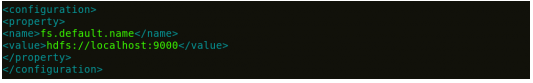 <configuration>
<property>
<name>fs.default.name</name>
<value>hdfs://localhost:9000</value>
</property>
</configuration>